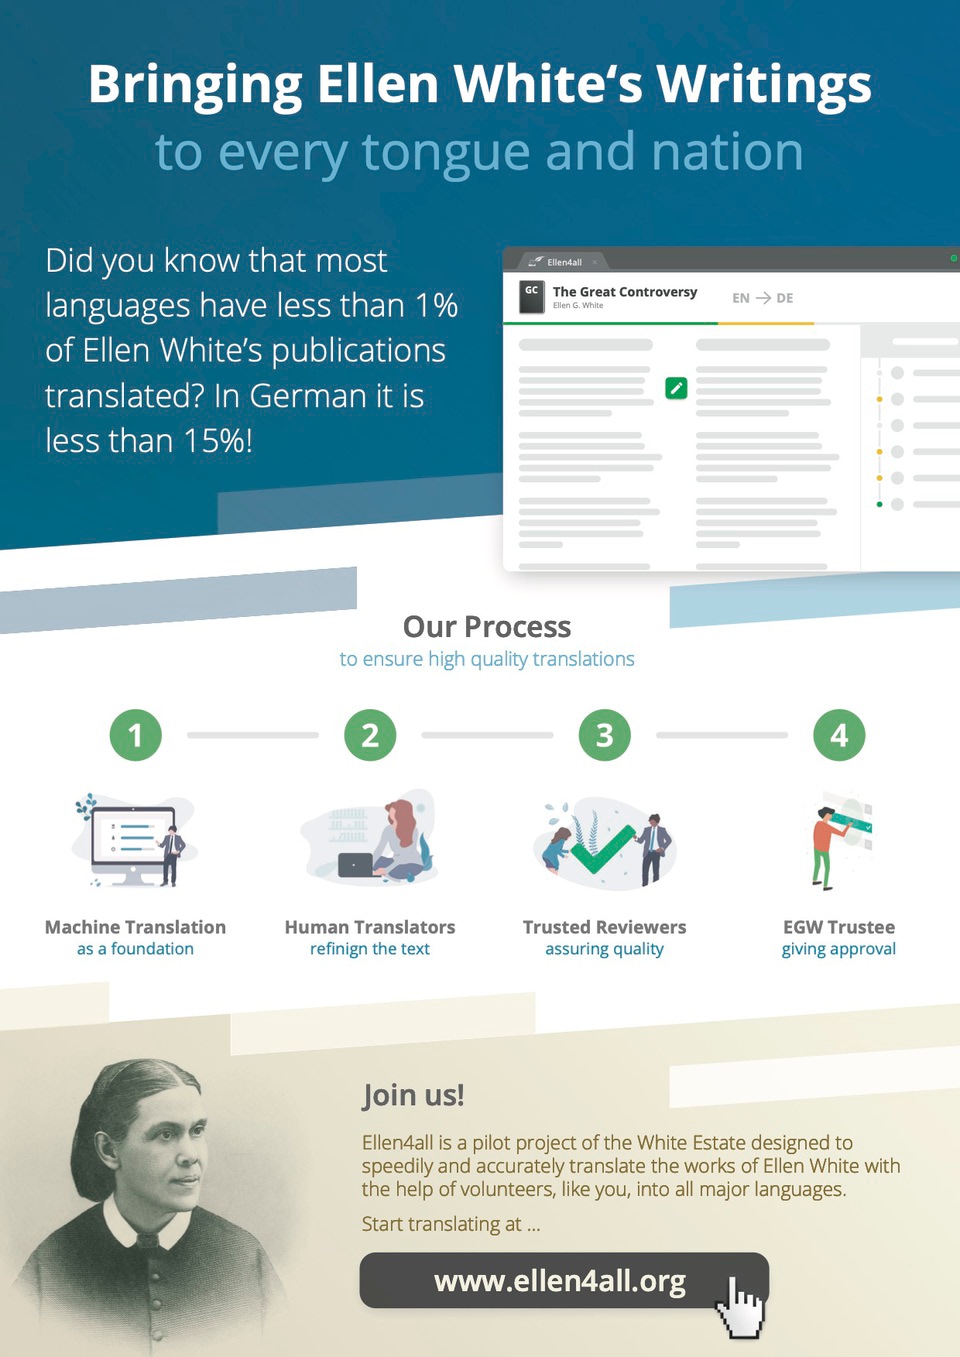 Bringing Ellen White‘s Writings
to every tongue and nation
Did you know that most
languages have less than 1%
of Ellen White’s publications
translated? In German it is
less than 15%!
Ellen4all
GC
The Great Controversy
Ellen G. White
EN → DE
Our Process
to ensure high quality translations
1
2
3
4
Machine Translation
as a foundation
Human Translators
refinign the text
Trusted Reviewers
assuring quality
EGW Trustee
giving approval
Join us!
Ellen4all is a pilot project of the White Estate designed to
speedily and accurately translate the works of Ellen White with
the help of volunteers, like you, into all major languages.
Start translating at ...
www.ellen4all.org